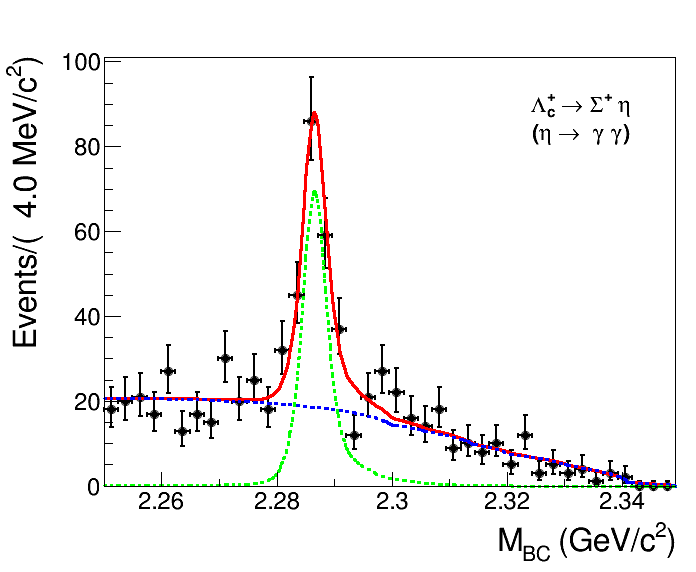 Events/( 4.0 MeV/c²)
100
80
60
40
20
0
Λc⁺ → Σ⁺ η
(η → γ γ)
2.26
2.28
2.3
2.32
2.34
M_BC (GeV/c²)